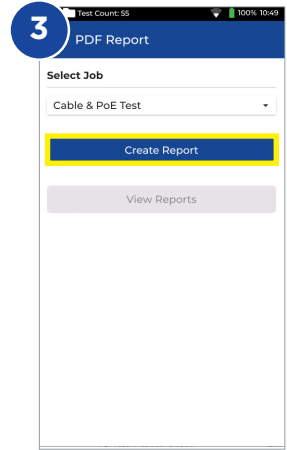 3
Test Count: 55 100% 10:49
PDF Report
Select Job
Cable & PoE Test
Create Report
View Reports